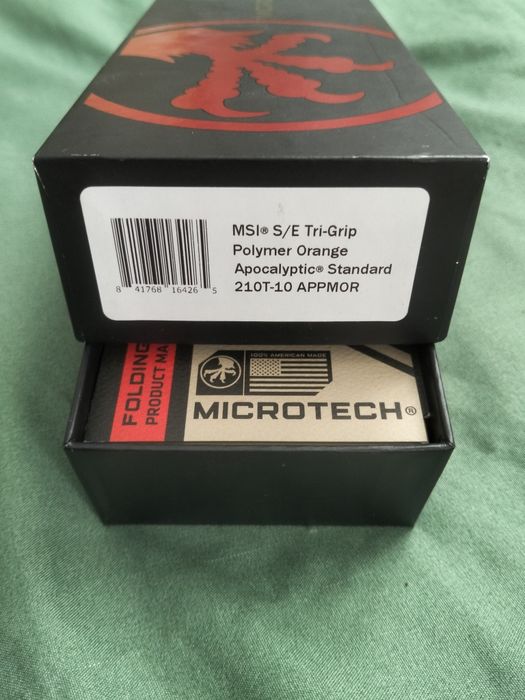 MSI® S/E Tri-Grip
Polymer Orange
Apocalyptic® Standard
210T-10 APPMOR
8 41768 16426 5
FOLDING
PRODUCT MA
100% AMERICAN MADE
MICROTECH®